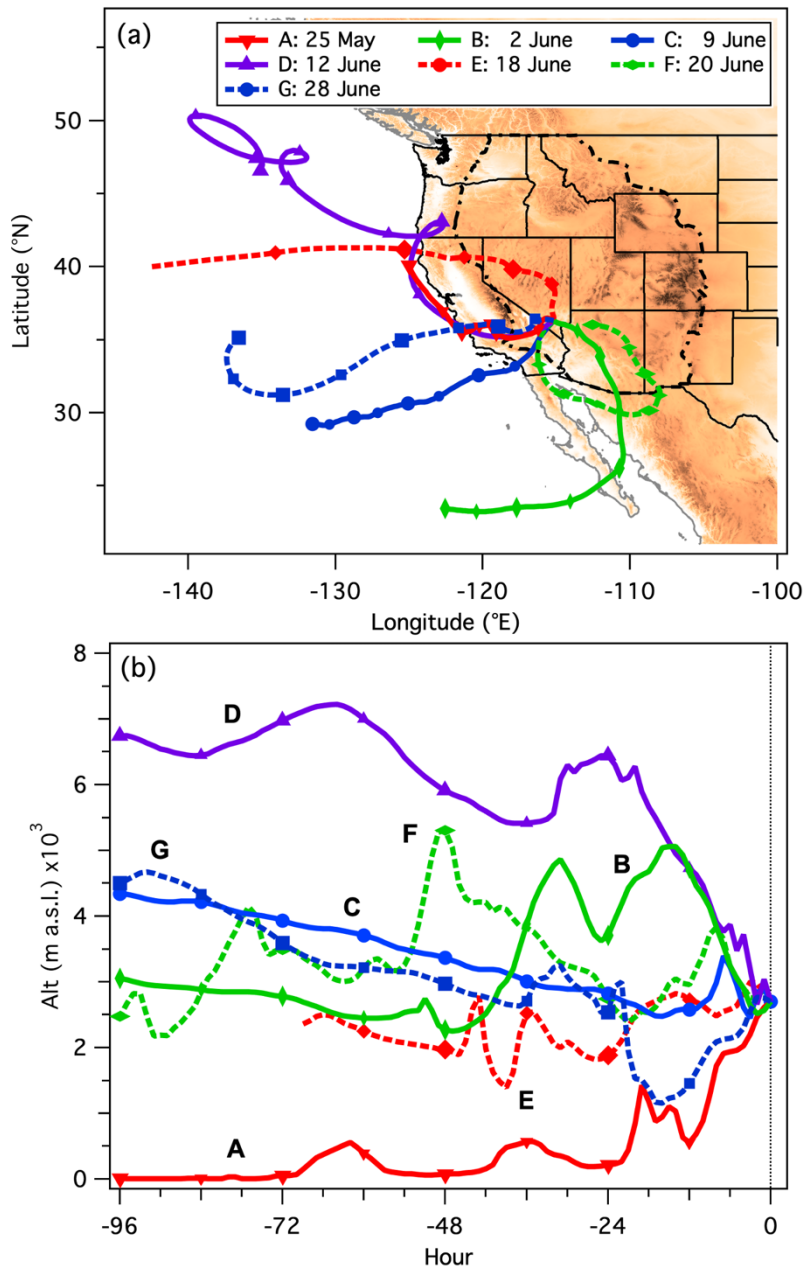 (a)
A: 25 May B: 2 June C: 9 June
D: 12 June E: 18 June F: 20 June
G: 28 June
50
40
30
Latitude (°N)
-140 -130 -120 -110 -100
Longitude (°E)
(b)
8
6
4
2
0
Alt (m a.s.l.) x10³
D
F
B
G
C
E
A
-96 -72 -48 -24 0
Hour